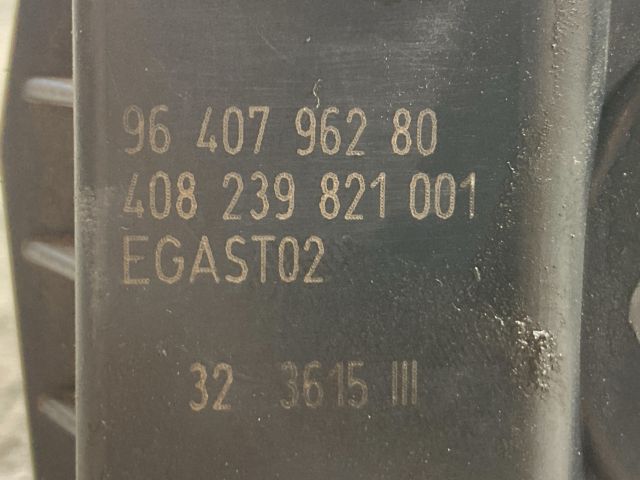 96 407 962 80
408 239 821 001
EGAST02
32 3615 III